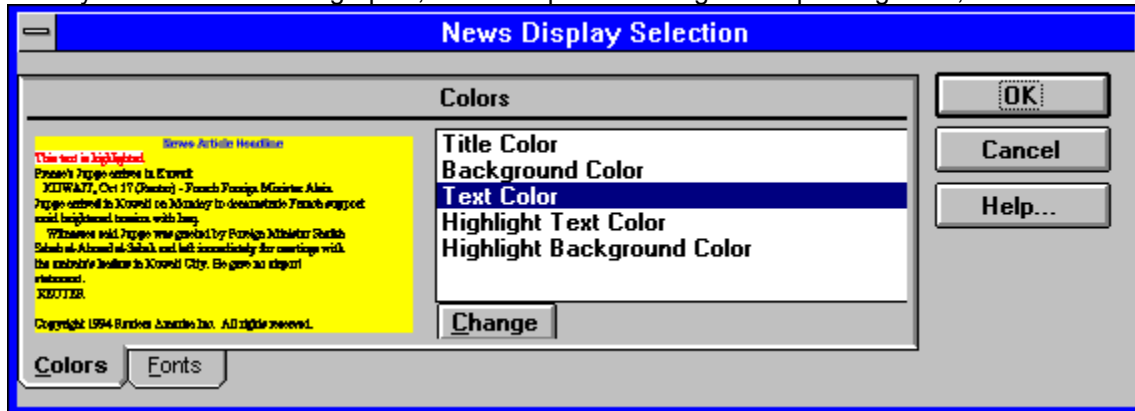 News Display Selection
Colors
OK
Cancel
Help...
News Article Headline
This text is highlighted.
France's Juppe arrives in Kuwait
KUWAIT, Oct 17 (Reuter) - French Foreign Minister Alain
Juppe arrived in Kuwait on Monday to demonstrate French support
amid heightened tension with Iraq.
Witnesses said Juppe was greeted by Foreign Minister Sheikh
Sabah al-Ahmad al-Sabah and left immediately for meetings with
the emirate's leaders in Kuwait City. He gave no airport
statement.
REUTER
Copyright 1994 Reuters America Inc. All rights reserved.
Title Color
Background Color
Text Color
Highlight Text Color
Highlight Background Color
Change
Colors
Fonts